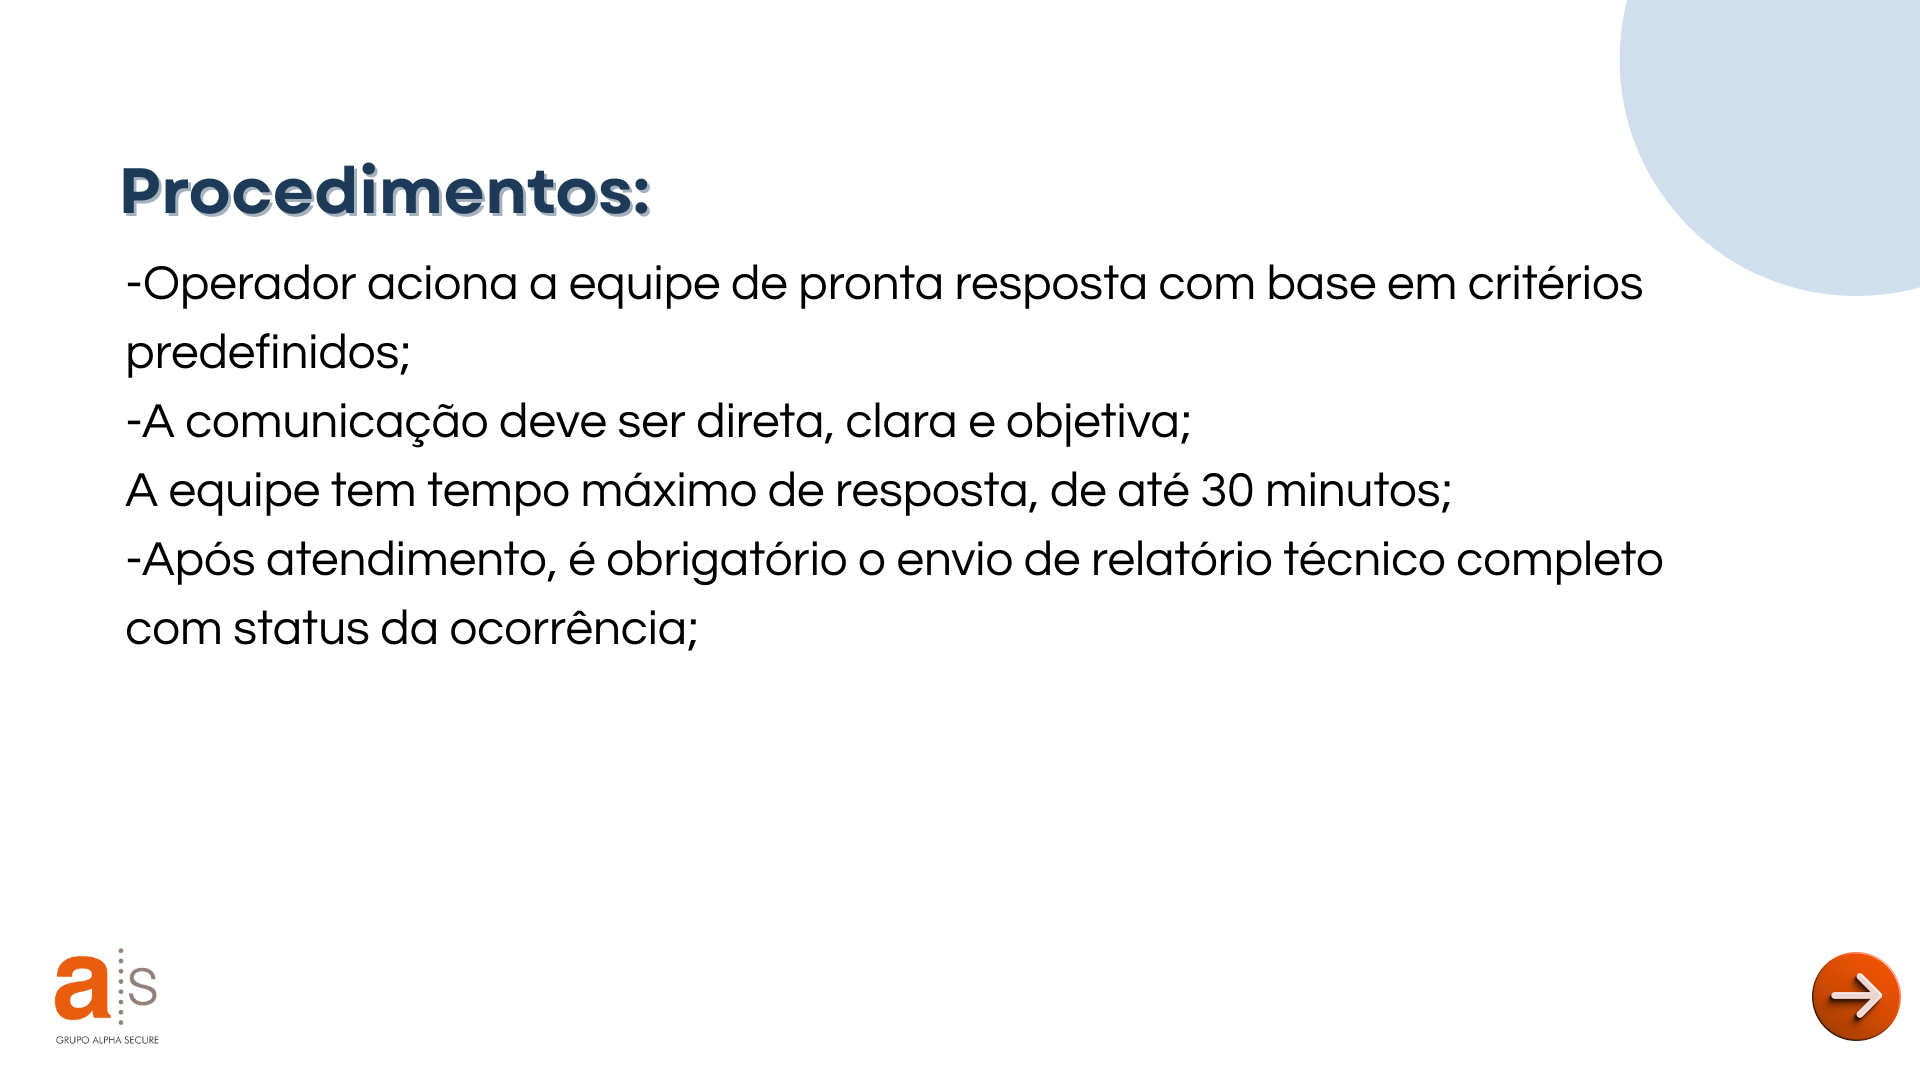 Procedimentos:
-Operador aciona a equipe de pronta resposta com base em critérios
predefinidos;
-A comunicação deve ser direta, clara e objetiva;
A equipe tem tempo máximo de resposta, de até 30 minutos;
-Após atendimento, é obrigatório o envio de relatório técnico completo
com status da ocorrência;
a s
GRUPO ALPHA SECURE